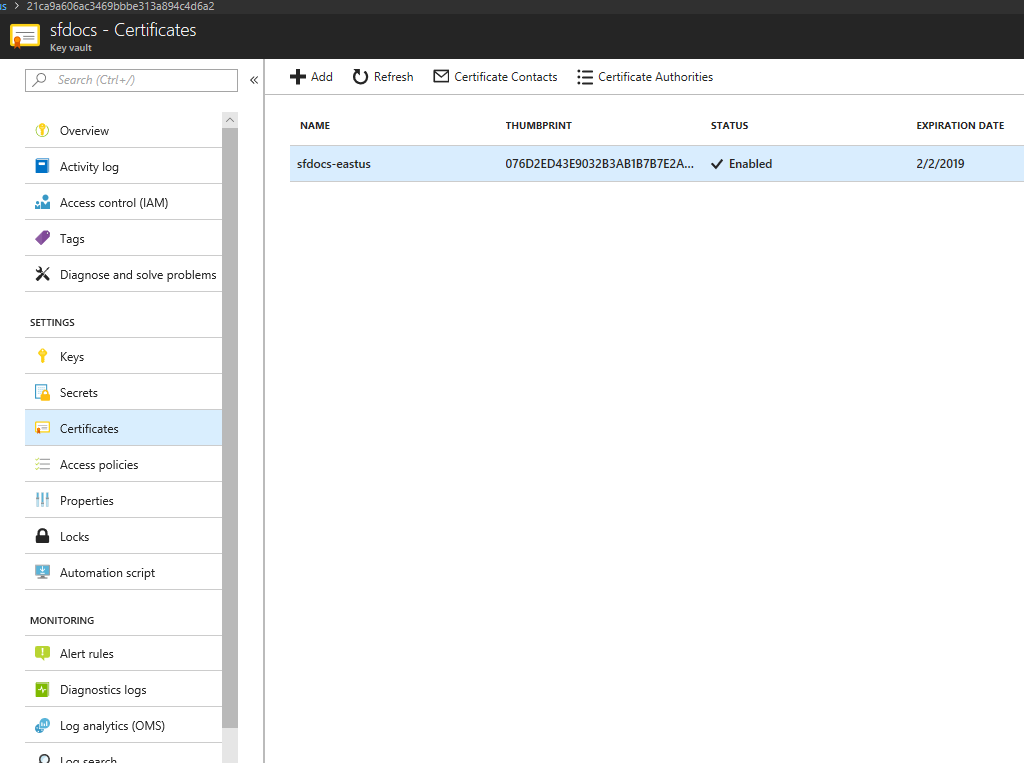 us > 21ca9a606ac3469bbbe313a894c4d6a2
sfdocs - Certificates
Key vault
Search (Ctrl+/)
«
Add
Refresh
Certificate Contacts
Certificate Authorities
Overview
Activity log
Access control (IAM)
Tags
Diagnose and solve problems
SETTINGS
Keys
Secrets
Certificates
Access policies
Properties
Locks
Automation script
MONITORING
Alert rules
Diagnostics logs
Log analytics (OMS)
Log search
NAME THUMBPRINT STATUS EXPIRATION DATE
sfdocs-eastus 076D2ED43E9032B3AB1B7B7E2A... Enabled 2/2/2019